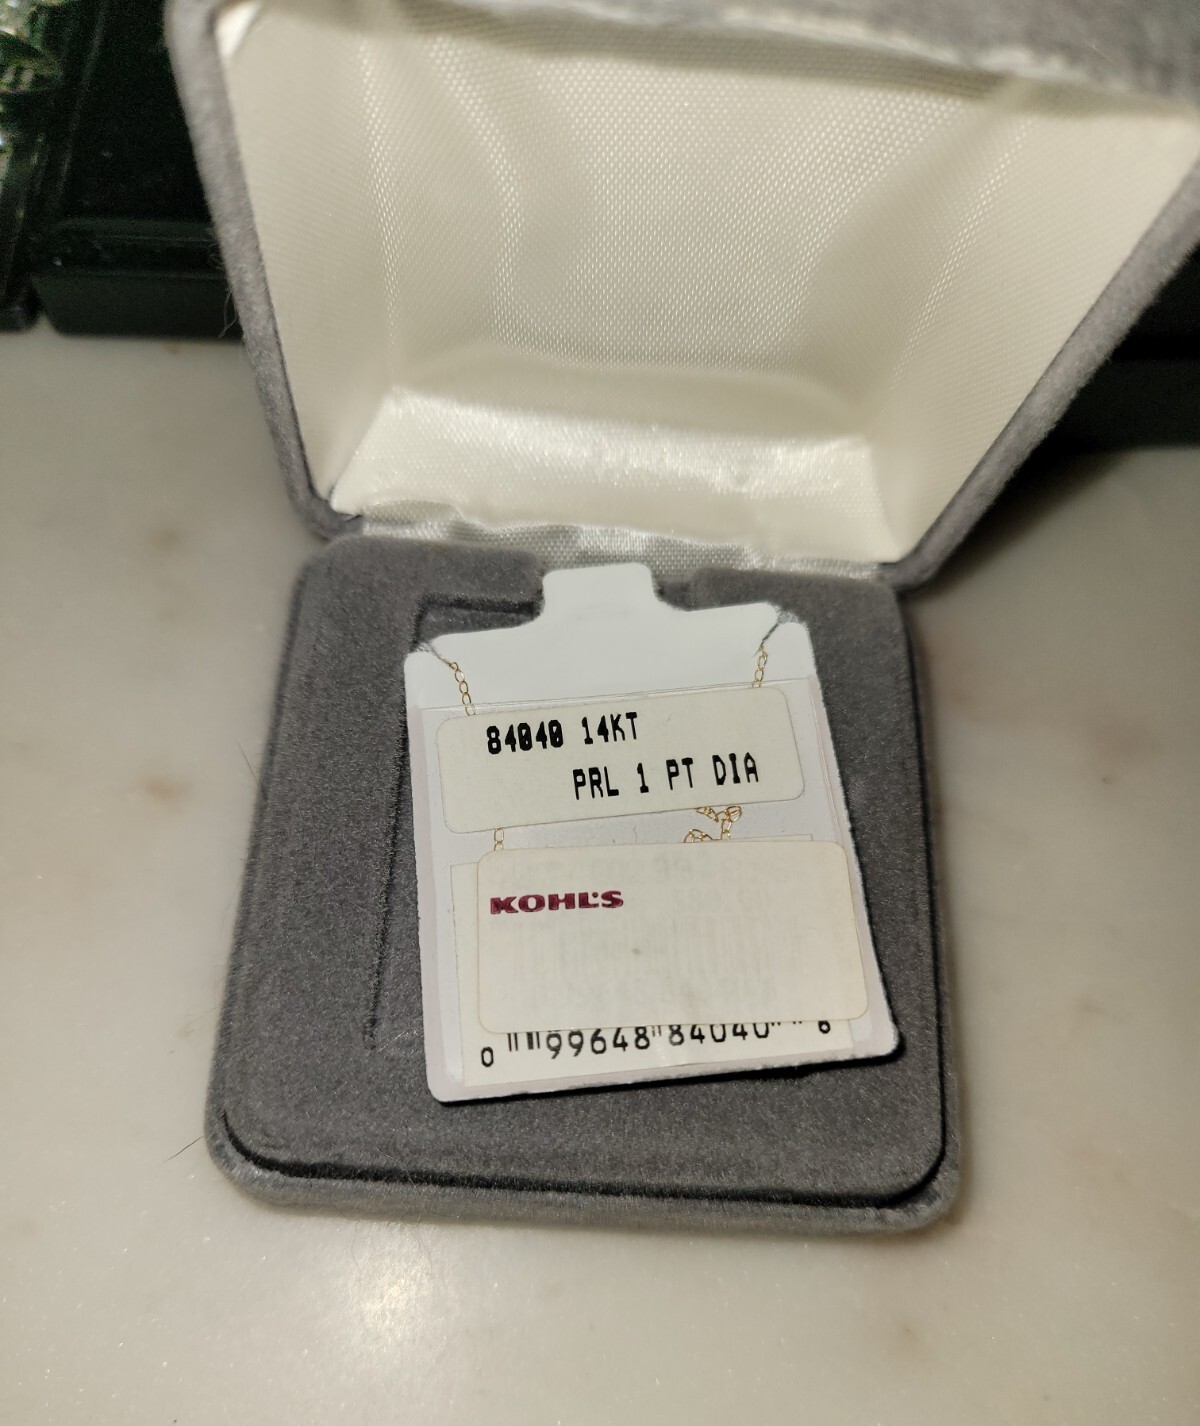 84040 14KT
PRL 1 PT DIA
KOHL'S
0 99648 84040 6